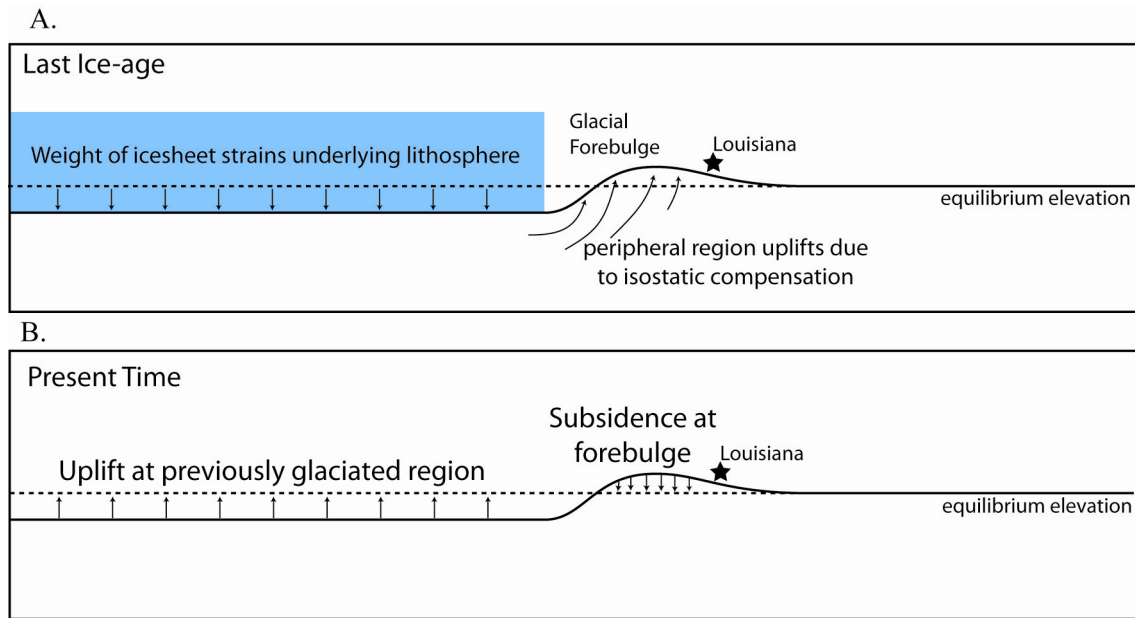 A.
Last Ice-age
Weight of icesheet strains underlying lithosphere
Glacial
Forebulge
Louisiana
equilibrium elevation
peripheral region uplifts due
to isostatic compensation
B.
Present Time
Uplift at previously glaciated region
Subsidence at
forebulge
Louisiana
equilibrium elevation